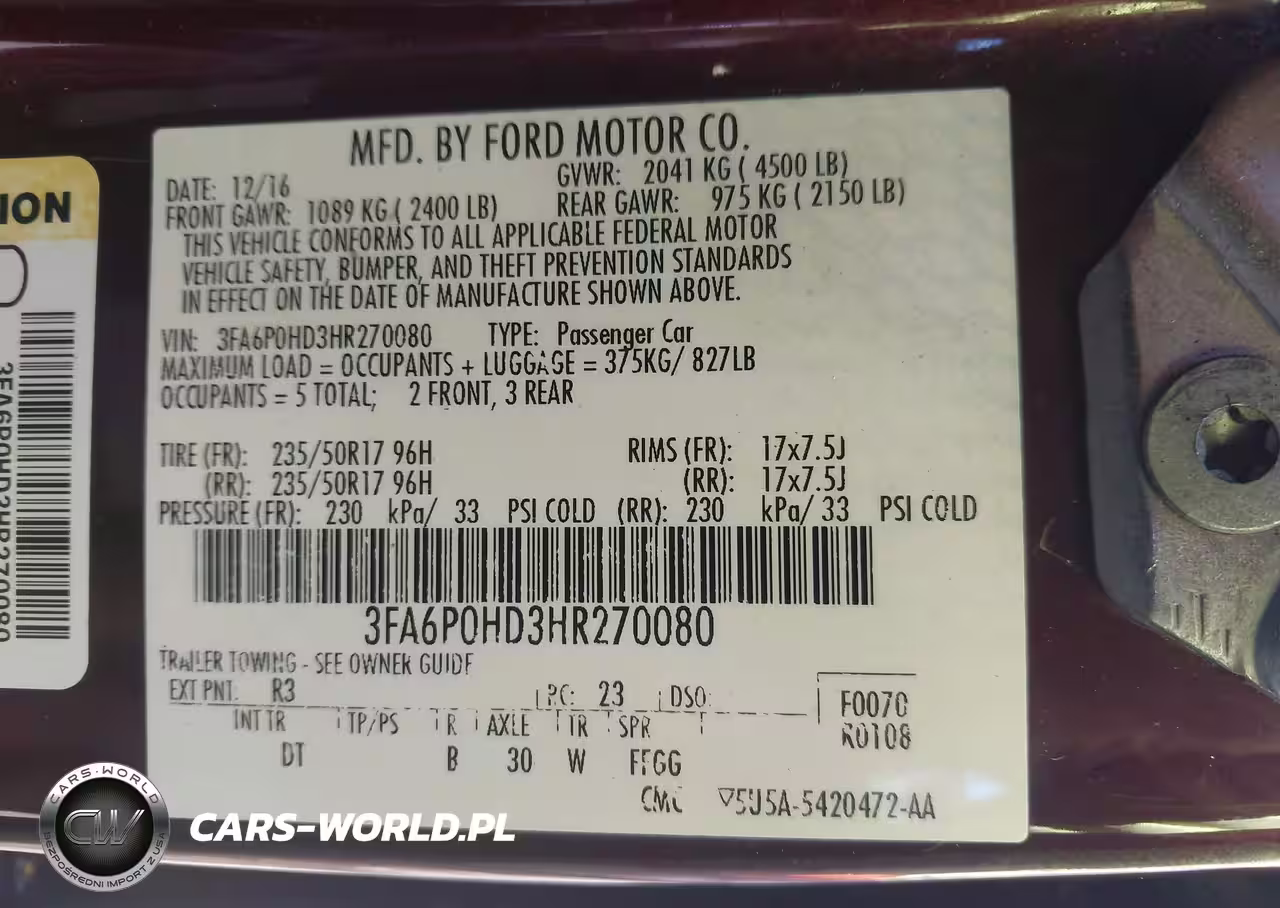 MFD. BY FORD MOTOR CO.
DATE: 12/16
GVWR: 2041 KG ( 4500 LB)
FRONT GAWR: 1089 KG ( 2400 LB)
REAR GAWR: 975 KG ( 2150 LB)
THIS VEHICLE CONFORMS TO ALL APPLICABLE FEDERAL MOTOR
VEHICLE SAFETY, BUMPER, AND THEFT PREVENTION STANDARDS
IN EFFECT ON THE DATE OF MANUFACTURE SHOWN ABOVE.
VIN: 3FA6P0HD3HR270080 TYPE: Passenger Car
MAXIMUM LOAD = OCCUPANTS + LUGGAGE = 375KG/ 827LB
OCCUPANTS = 5 TOTAL; 2 FRONT, 3 REAR
TIRE (FR): 235/50R17 96H RIMS (FR): 17x7.5J
(RR): 235/50R17 96H (RR): 17x7.5J
PRESSURE (FR): 230 kPa/ 33 PSI COLD (RR): 230 kPa/ 33 PSI COLD
3FA6P0HD3HR270080
TRAILER TOWING - SEE OWNER GUIDE
EXT PNT: R3 RC: 23 DSO:
F0070
INT TR TP/PS R AXLE TR SPR
R0108
DT B 30 W FFGG
CMC ▽5U5A-5420472-AA
ION
3FA6P0HD3HR270080
CARS-WORLD
CW
BEZPOŚREDNI IMPORT Z USA
CARS-WORLD.PL